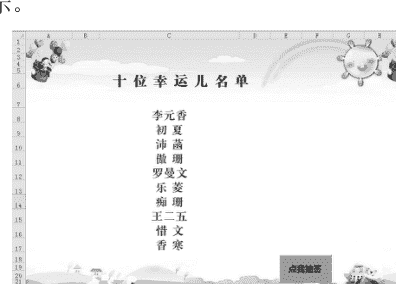 下。
A B C D E F G H
十位幸运儿名单
李元香
初 夏
沛 菡
傲 珊
罗曼文
乐 菱
痴 珊
王二五
惜 文
香 寒
点我抽签